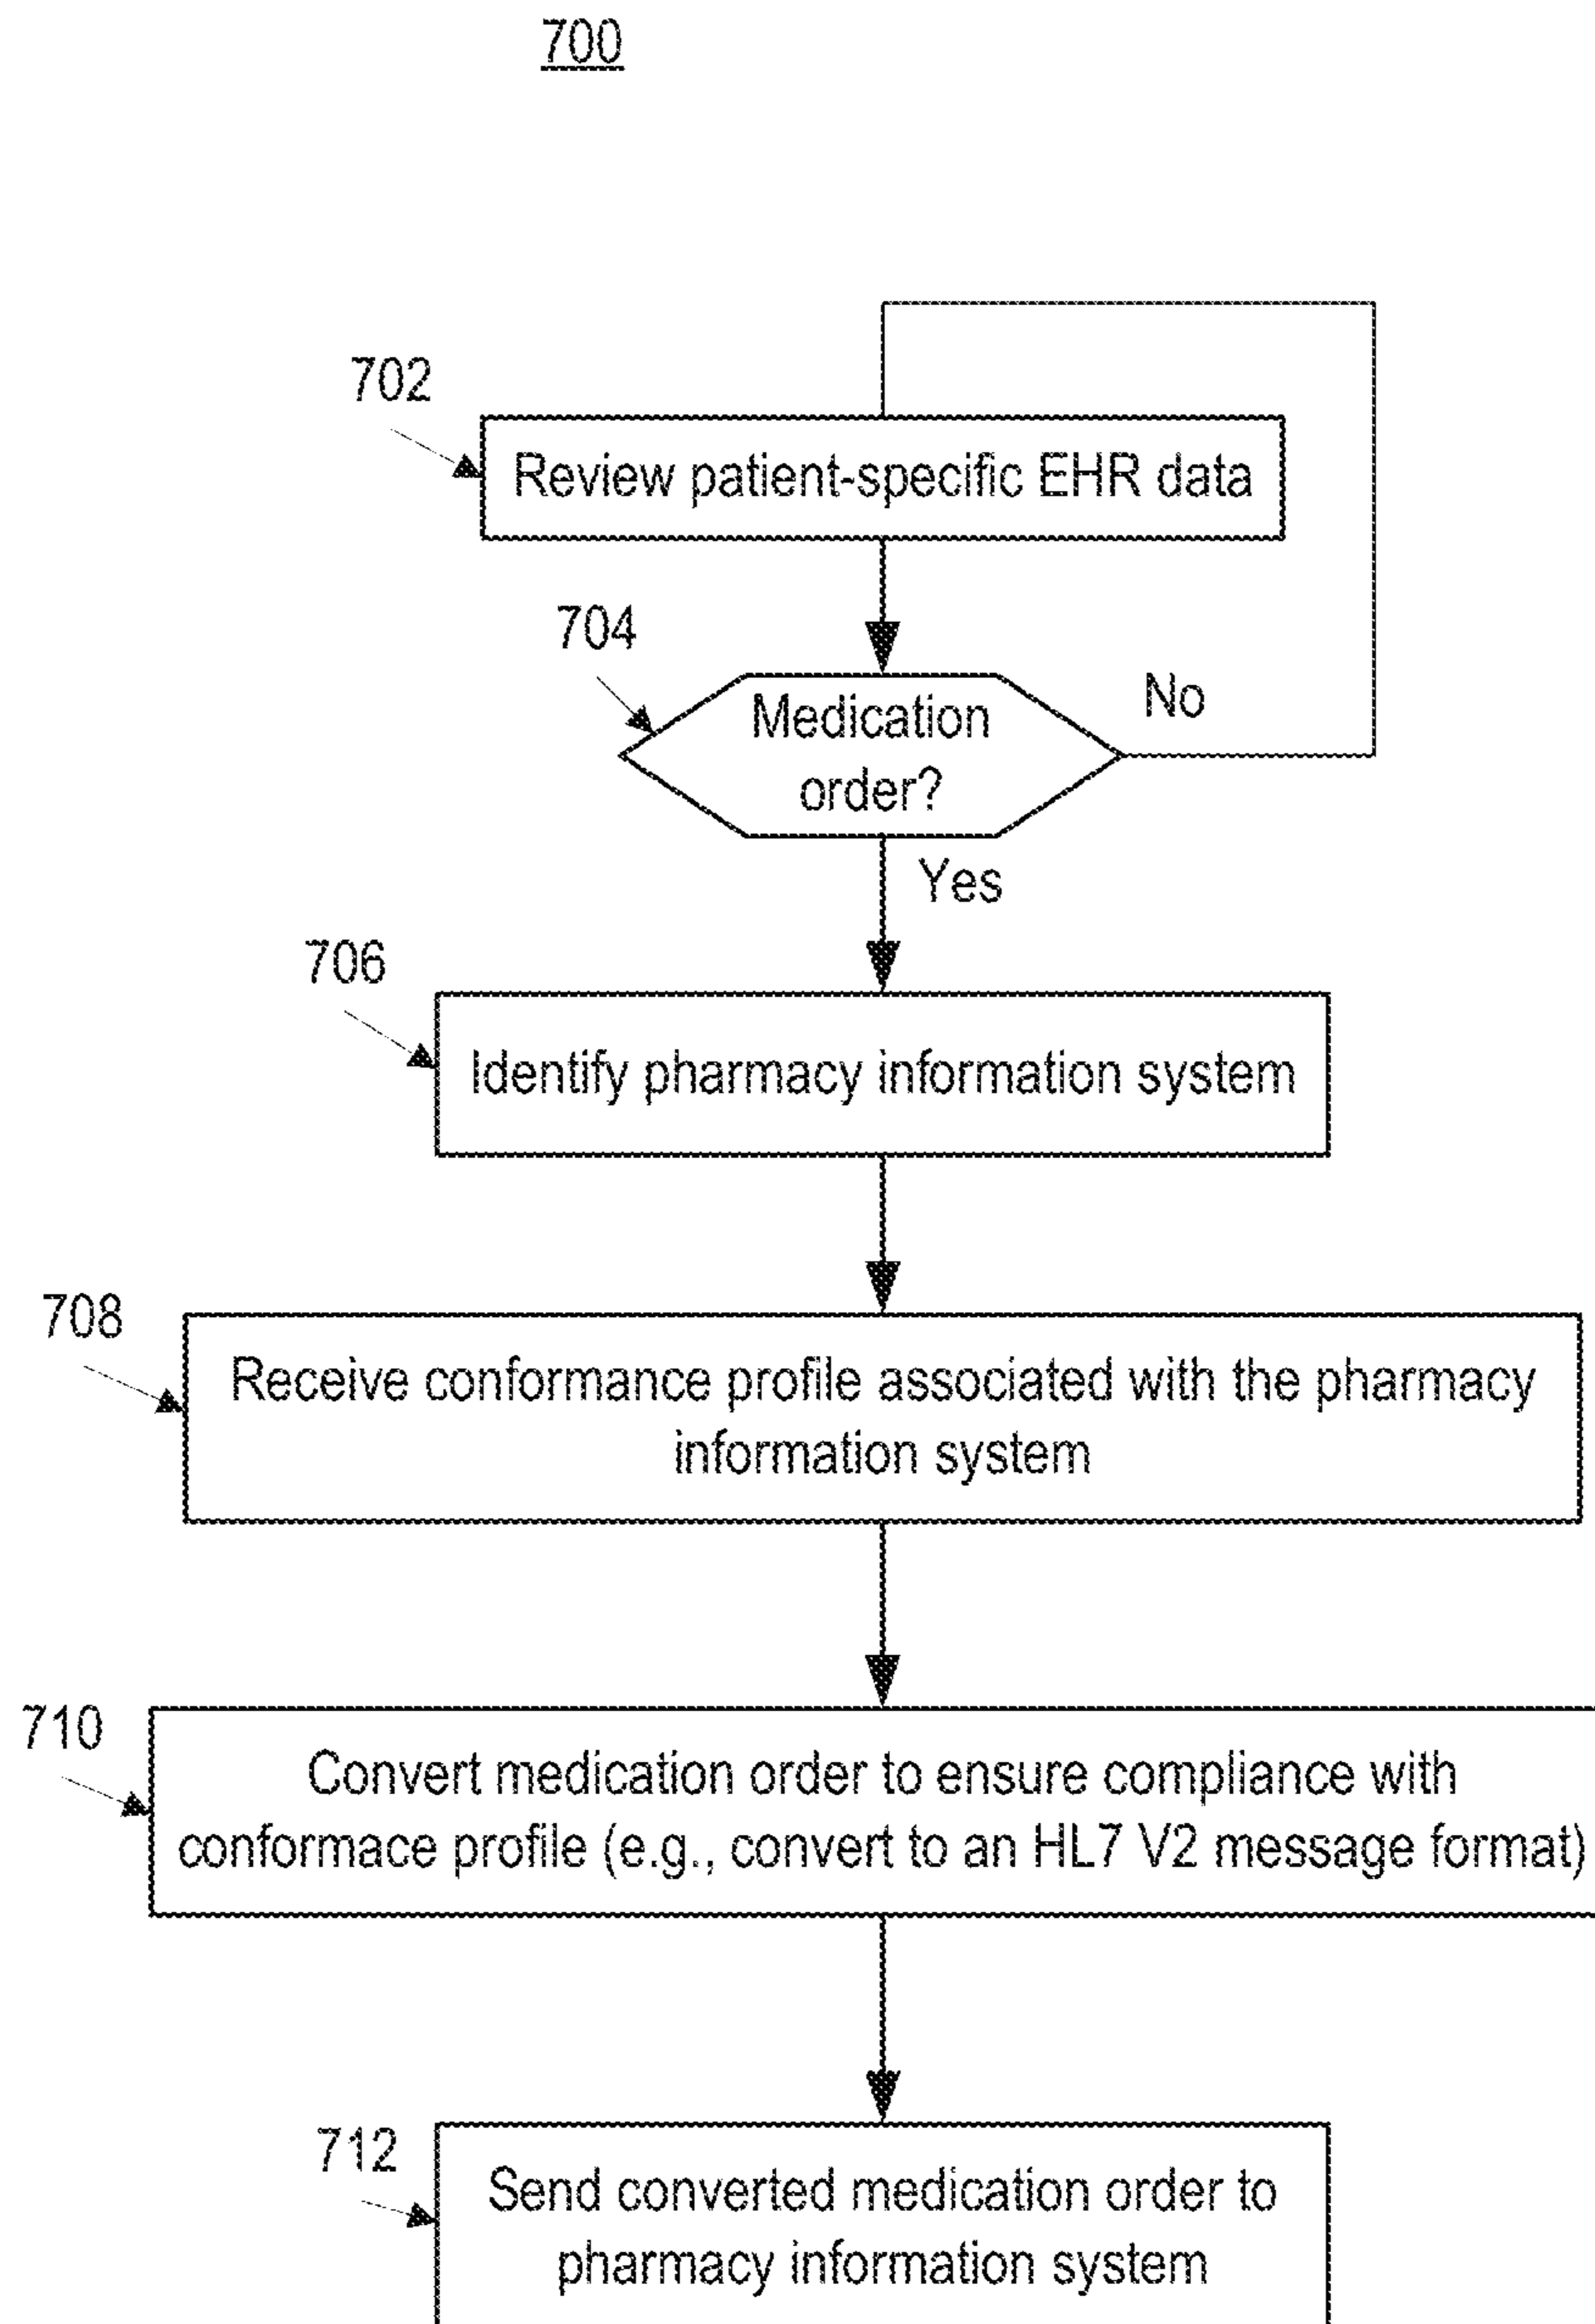 700
702
Review patient-specific EHR data
704
Medication
order?
No
Yes
706
Identify pharmacy information system
708
Receive conformance profile associated with the pharmacy
information system
710
Convert medication order to ensure compliance with
conformace profile (e.g., convert to an HL7 V2 message format)
712
Send converted medication order to
pharmacy information system